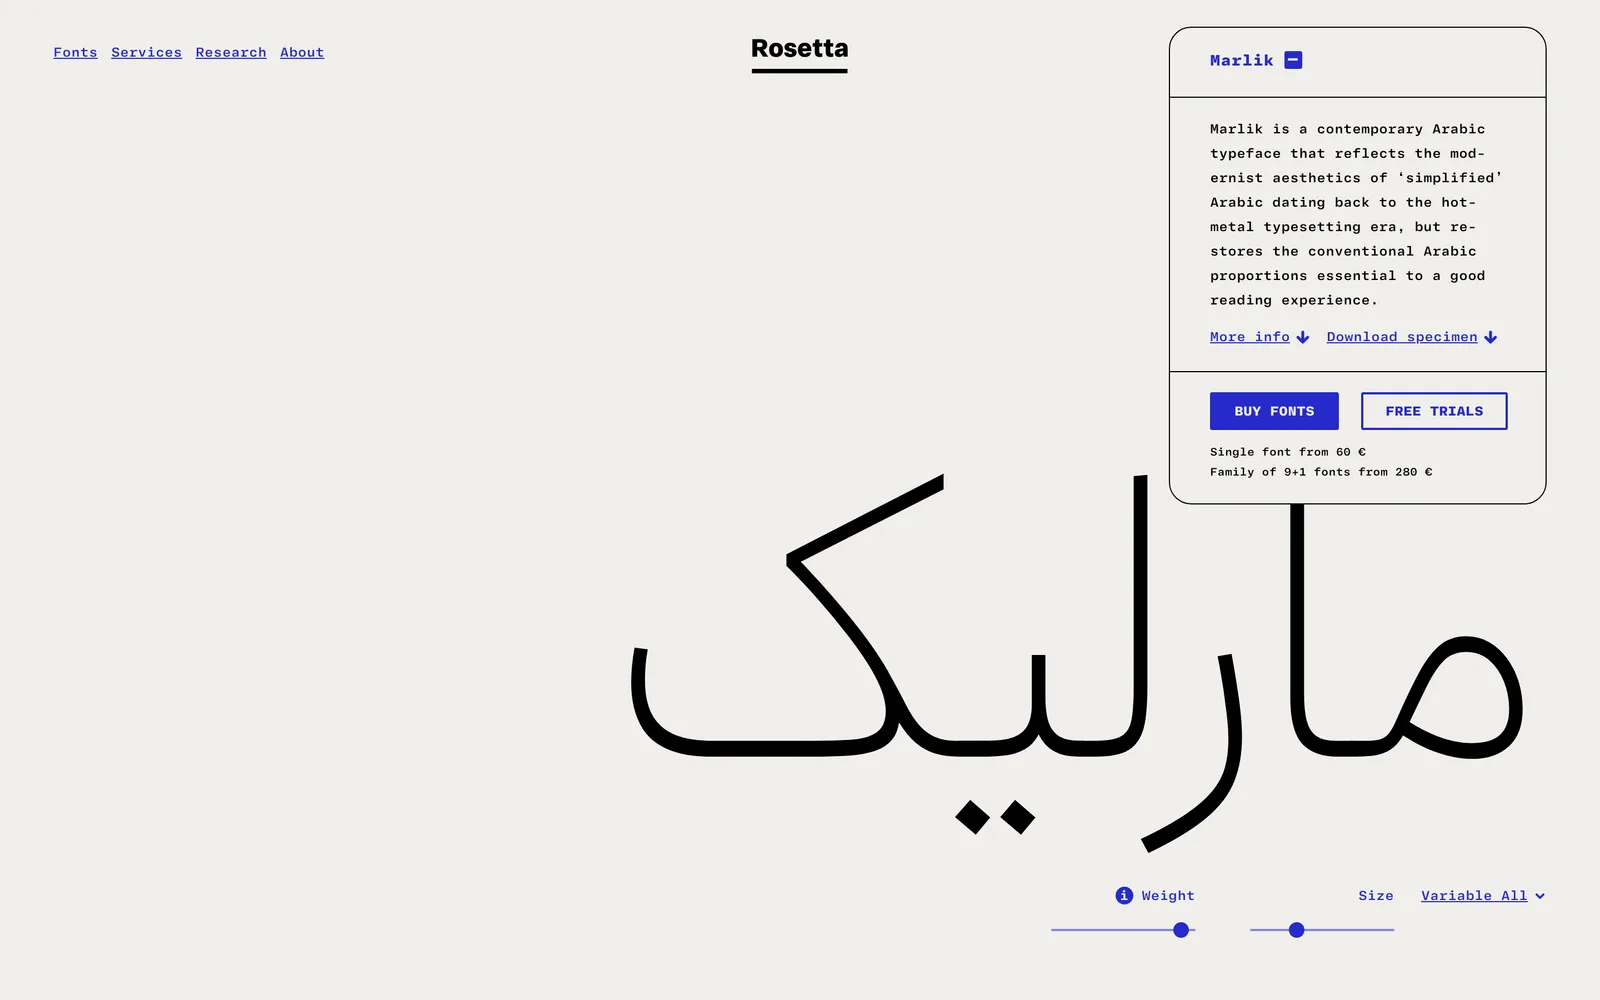 Fonts Services Research About
Rosetta
Marlik
Marlik is a contemporary Arabic
typeface that reflects the mod-
ernist aesthetics of ‘simplified’
Arabic dating back to the hot-
metal typesetting era, but re-
stores the conventional Arabic
proportions essential to a good
reading experience.
More info Download specimen
BUY FONTS FREE TRIALS
Single font from 60 €
Family of 9+1 fonts from 280 €
مارلیک
Weight Size Variable All